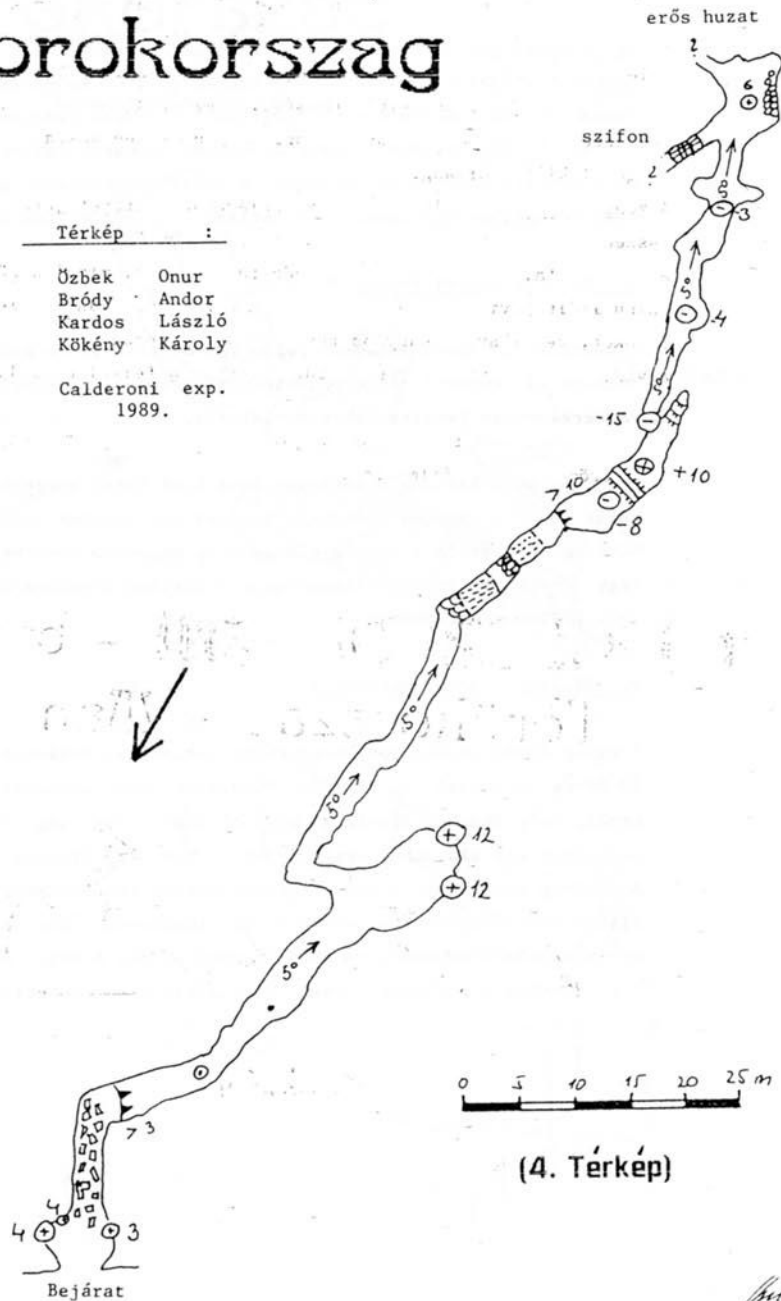 orokország
erős huzat
?
6
szifon
?
5°
-3
Térkép :
Özbek Onur
Bródy Andor
Kardos László
Kökény Károly
Calderoni exp.
1989.
5°
-4
5°
-15
10
+10
-8
5°
5°
12
12
5°
3
0 5 10 15 20 25 m
(4. Térkép)
4
4
3
Bejárat